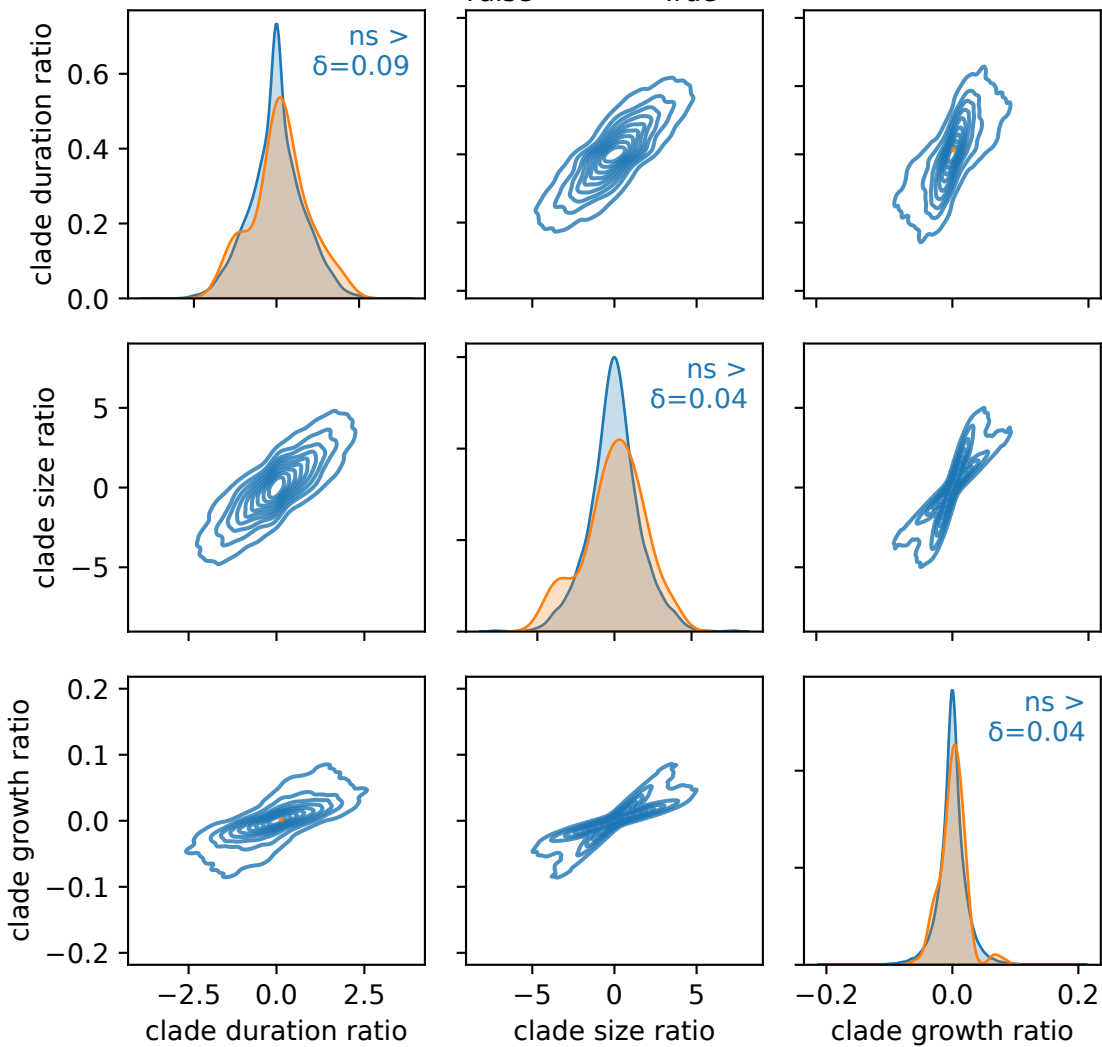 ns >
δ=0.09
clade duration ratio
0.6
0.4
0.2
0.0
ns >
δ=0.04
clade size ratio
5
0
−5
ns >
δ=0.04
clade growth ratio
0.2
0.1
0.0
−0.1
−0.2
−2.5 0.0 2.5
−5 0 5
−0.2 0.0 0.2
clade duration ratio
clade size ratio
clade growth ratio